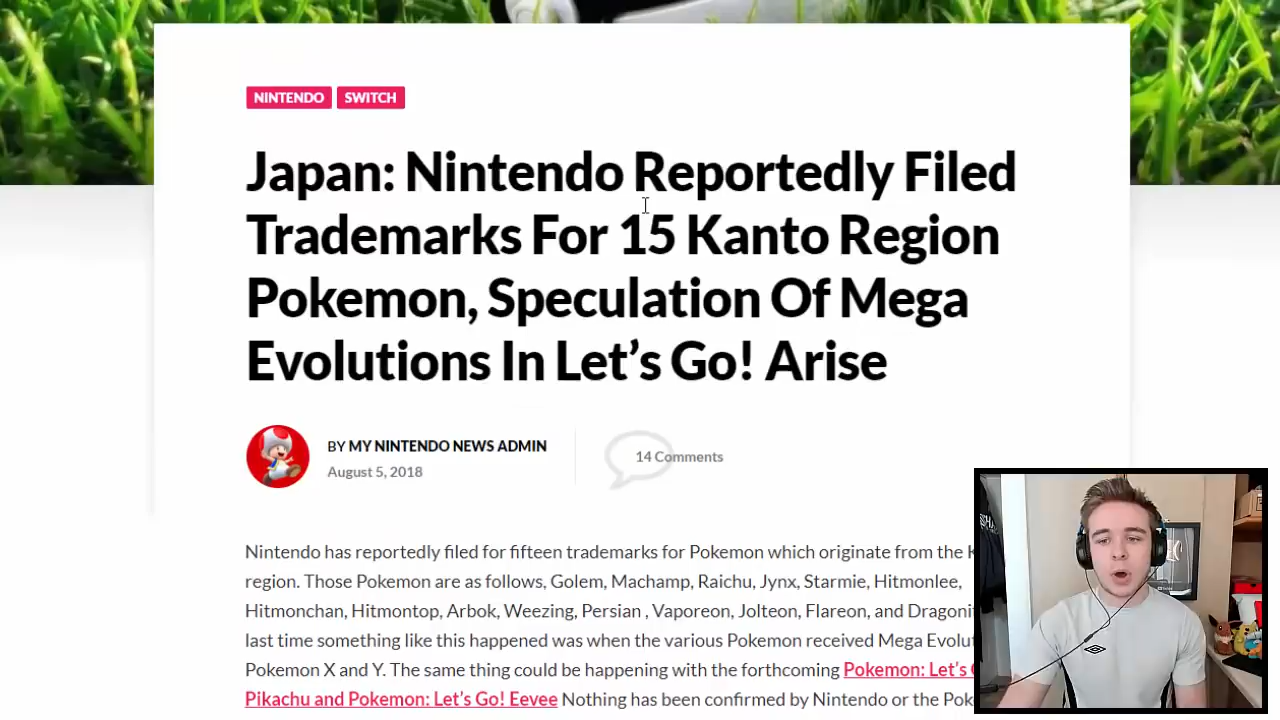 NINTENDO SWITCH
Japan: Nintendo Reportedly Filed
Trademarks For 15 Kanto Region
Pokemon, Speculation Of Mega
Evolutions In Let’s Go! Arise
BY MY NINTENDO NEWS ADMIN
August 5, 2018
14 Comments
Nintendo has reportedly filed for fifteen trademarks for Pokemon which originate from the
region. Those Pokemon are as follows, Golem, Machamp, Raichu, Jynx, Starmie, Hitmonlee,
Hitmonchan, Hitmontop, Arbok, Weezing, Persian , Vaporeon, Jolteon, Flareon, and
last time something like this happened was when the various Pokemon received Mega
Pokemon X and Y. The same thing could be happening with the forthcoming Pokemon: Let’s
Pikachu and Pokemon: Let’s Go! Eevee Nothing has been confirmed by Nintendo or the